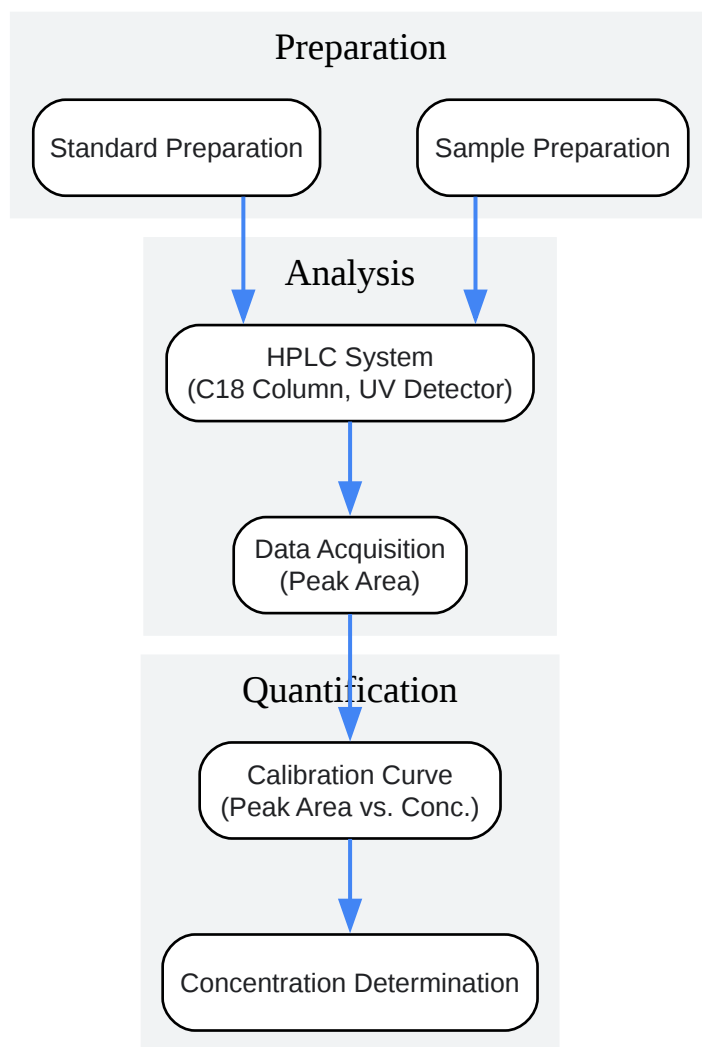 Preparation
Standard Preparation
Sample Preparation
Analysis
HPLC System
(C18 Column, UV Detector)
Data Acquisition
(Peak Area)
Quantification
Calibration Curve
(Peak Area vs. Conc.)
Concentration Determination